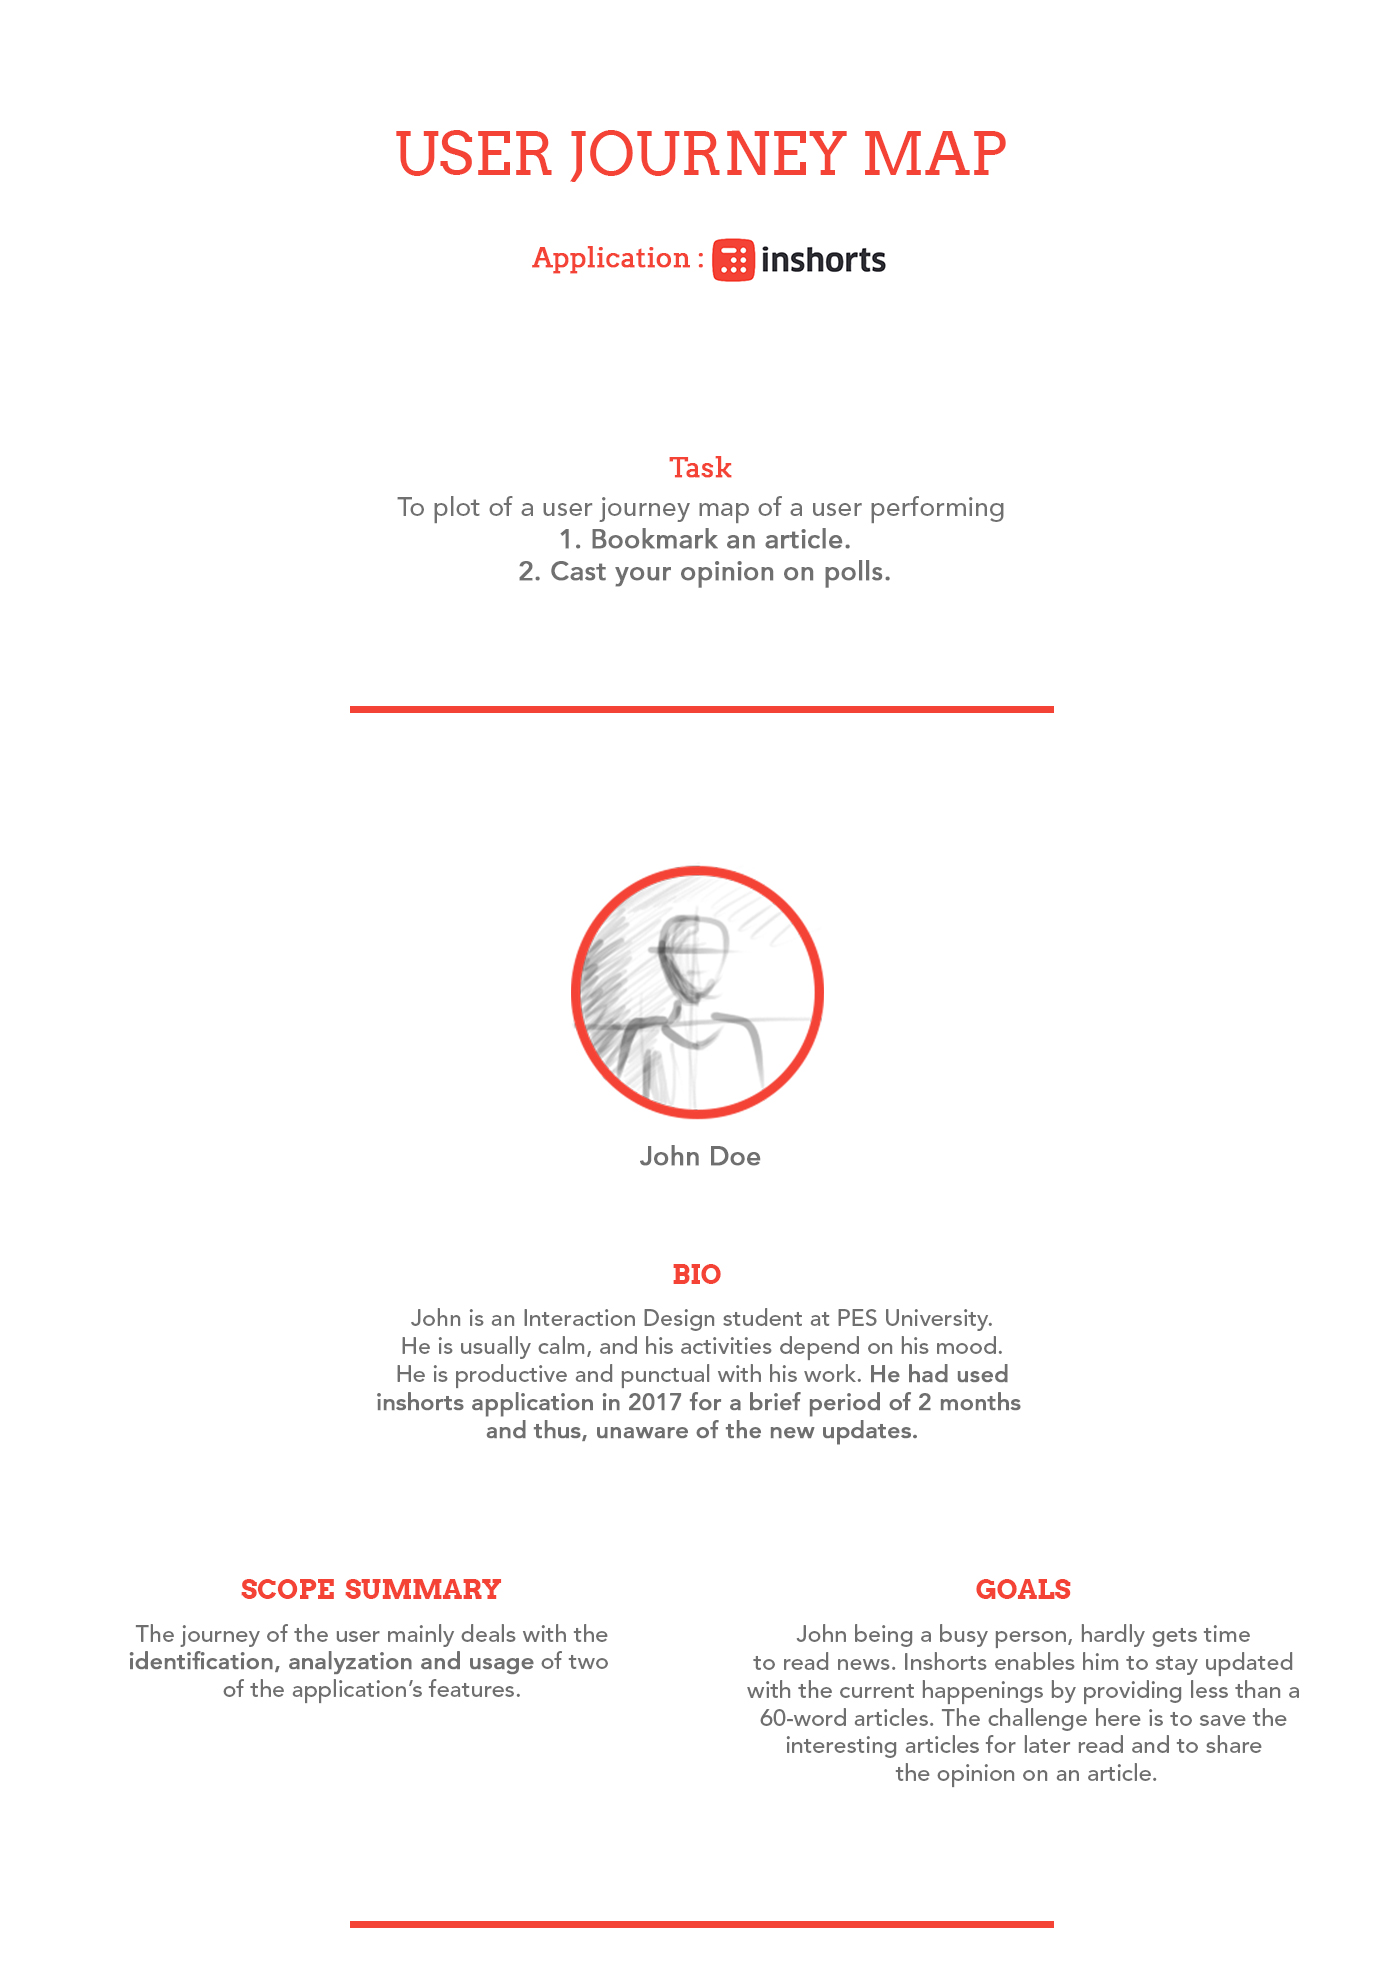 USER JOURNEY MAP
Application : inshorts
Task
To plot of a user journey map of a user performing
1. Bookmark an article.
2. Cast your opinion on polls.
John Doe
BIO
John is an Interaction Design student at PES University.
He is usually calm, and his activities depend on his mood.
He is productive and punctual with his work. He had used
inshorts application in 2017 for a brief period of 2 months
and thus, unaware of the new updates.
SCOPE SUMMARY
The journey of the user mainly deals with the
identification, analyzation and usage of two
of the application's features.
GOALS
John being a busy person, hardly gets time
to read news. Inshorts enables him to stay updated
with the current happenings by providing less than a
60-word articles. The challenge here is to save the
interesting articles for later read and to share
the opinion on an article.